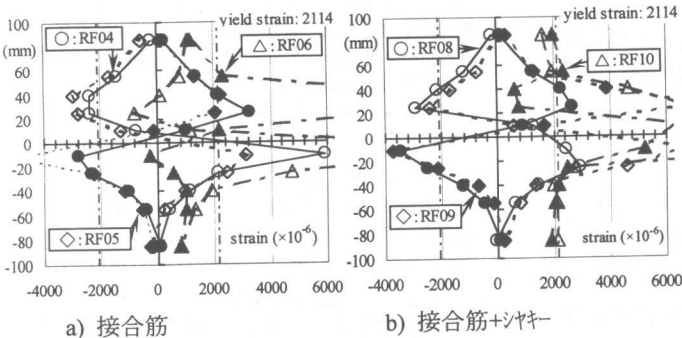 yield strain: 2114
100
(mm)
80
60
40
20
0
-20
-40
-60
-80
-100
○ : RF04
△ : RF06
◇ : RF05
strain (×10⁻⁶)
-4000 -2000 0 2000 4000 6000
a) 接合筋
yield strain: 2114
100
(mm)
80
60
40
20
0
-20
-40
-60
-80
-100
○ : RF08
△ : RF10
◇ : RF09
strain (×10⁻⁶)
-4000 -2000 0 2000 4000 6000
b) 接合筋+シヤキー